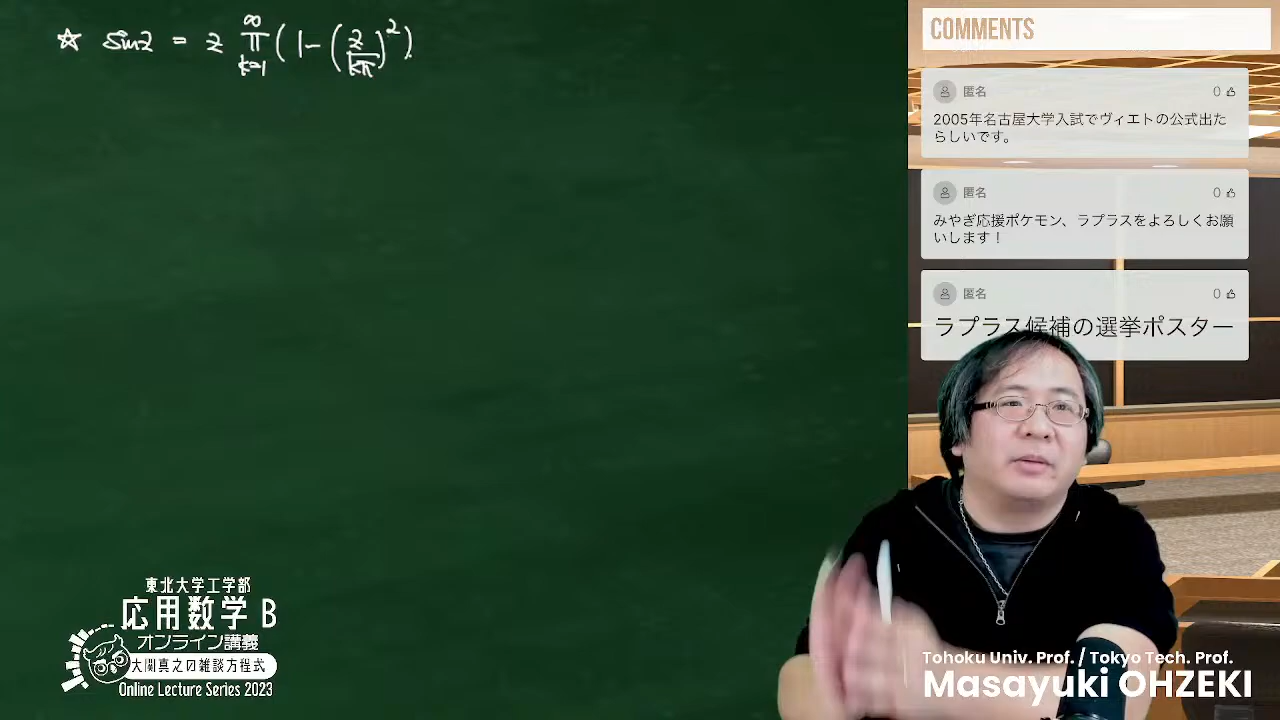 ☆ sin z = z ∞Π k=1 ( 1 - ( z / kπ )² ).
COMMENTS
匿名 0
2005年名古屋大学入試でヴィエトの公式出た
らしいです。
匿名 0
みやぎ応援ポケモン、ラプラスをよろしくお願
いします！
匿名 0
ラプラス候補の選挙ポスター
東北大学工学部
応用数学 B
オンライン講義
大関真之の雑談方程式
Online Lecture Series 2023
Tohoku Univ. Prof. / Tokyo Tech. Prof.
Masayuki OHZEKI